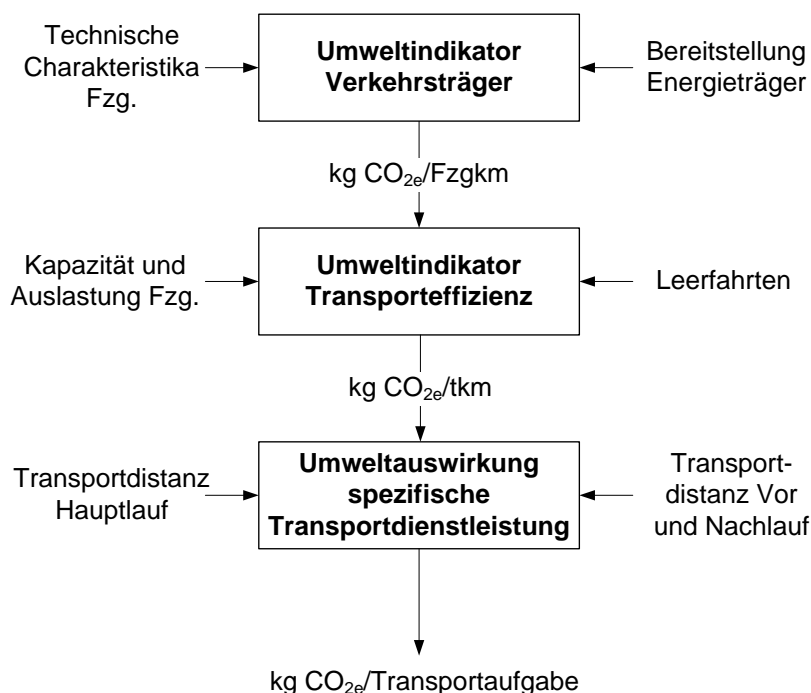 Technische
Charakteristika
Fzg.
Umweltindikator
Verkehrsträger
Bereitstellung
Energieträger
kg CO2e/Fzgkm
Kapazität und
Auslastung Fzg.
Umweltindikator
Transporteffizienz
Leerfahrten
kg CO2e/tkm
Transportdistanz
Hauptlauf
Umweltauswirkung
spezifische
Transportdienstleistung
Transport-
distanz Vor
und Nachlauf
kg CO2e/Transportaufgabe